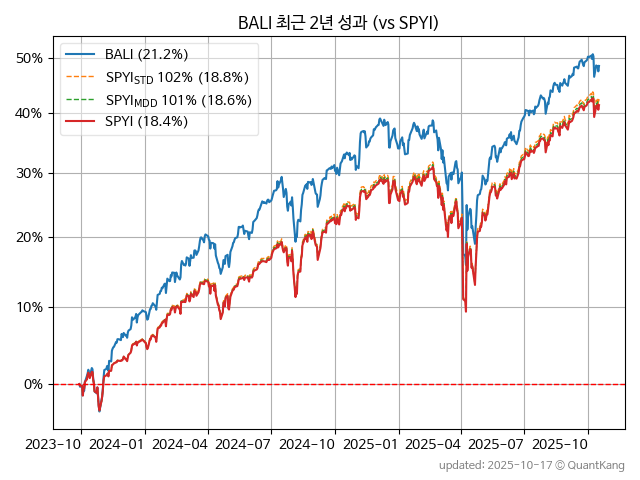 BALI 최근 2년 성과 (vs SPYI)
BALI (21.2%)
SPYI_STD 102% (18.8%)
SPYI_MDD 101% (18.6%)
SPYI (18.4%)
50%
40%
30%
20%
10%
0%
2023-10 2024-01 2024-04 2024-07 2024-10 2025-01 2025-04 2025-07 2025-10
updated: 2025-10-17 © QuantKang